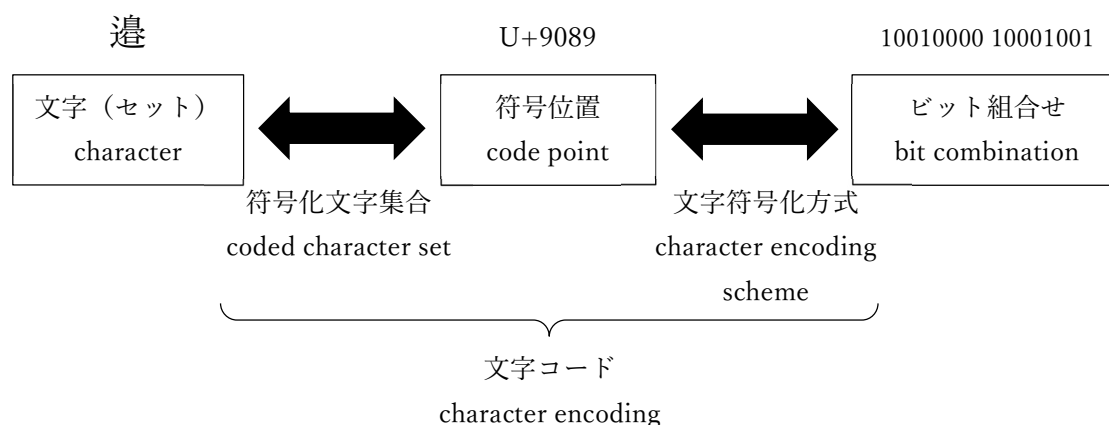 邉
U+9089
10010000 10001001
文字（セット）
character
符号位置
code point
ビット組合せ
bit combination
符号化文字集合
coded character set
文字符号化方式
character encoding
scheme
文字コード
character encoding